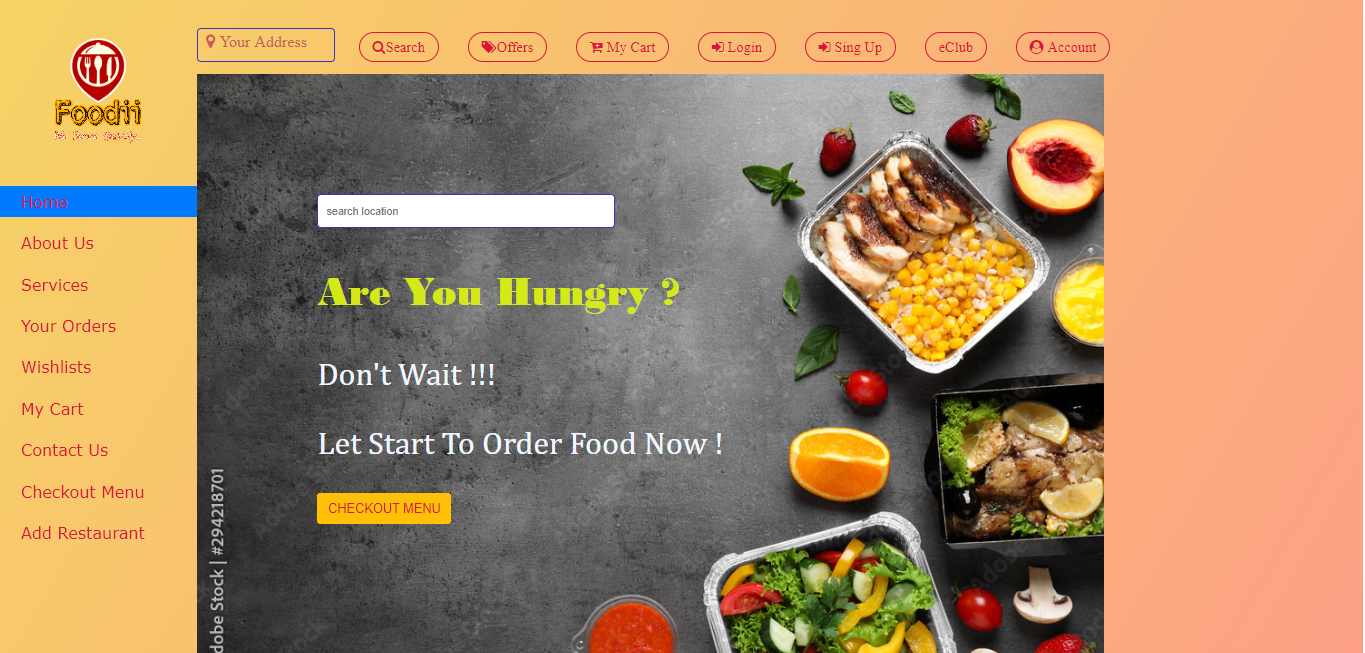 Your Address
Search
Offers
My Cart
Login
Sing Up
eClub
Account
Foodii
Home
About Us
Services
Your Orders
Wishlists
My Cart
Contact Us
Checkout Menu
Add Restaurant
search location
Are You Hungry ?
Don't Wait !!!
Let Start To Order Food Now !
CHECKOUT MENU
dobe Stock | #294218701